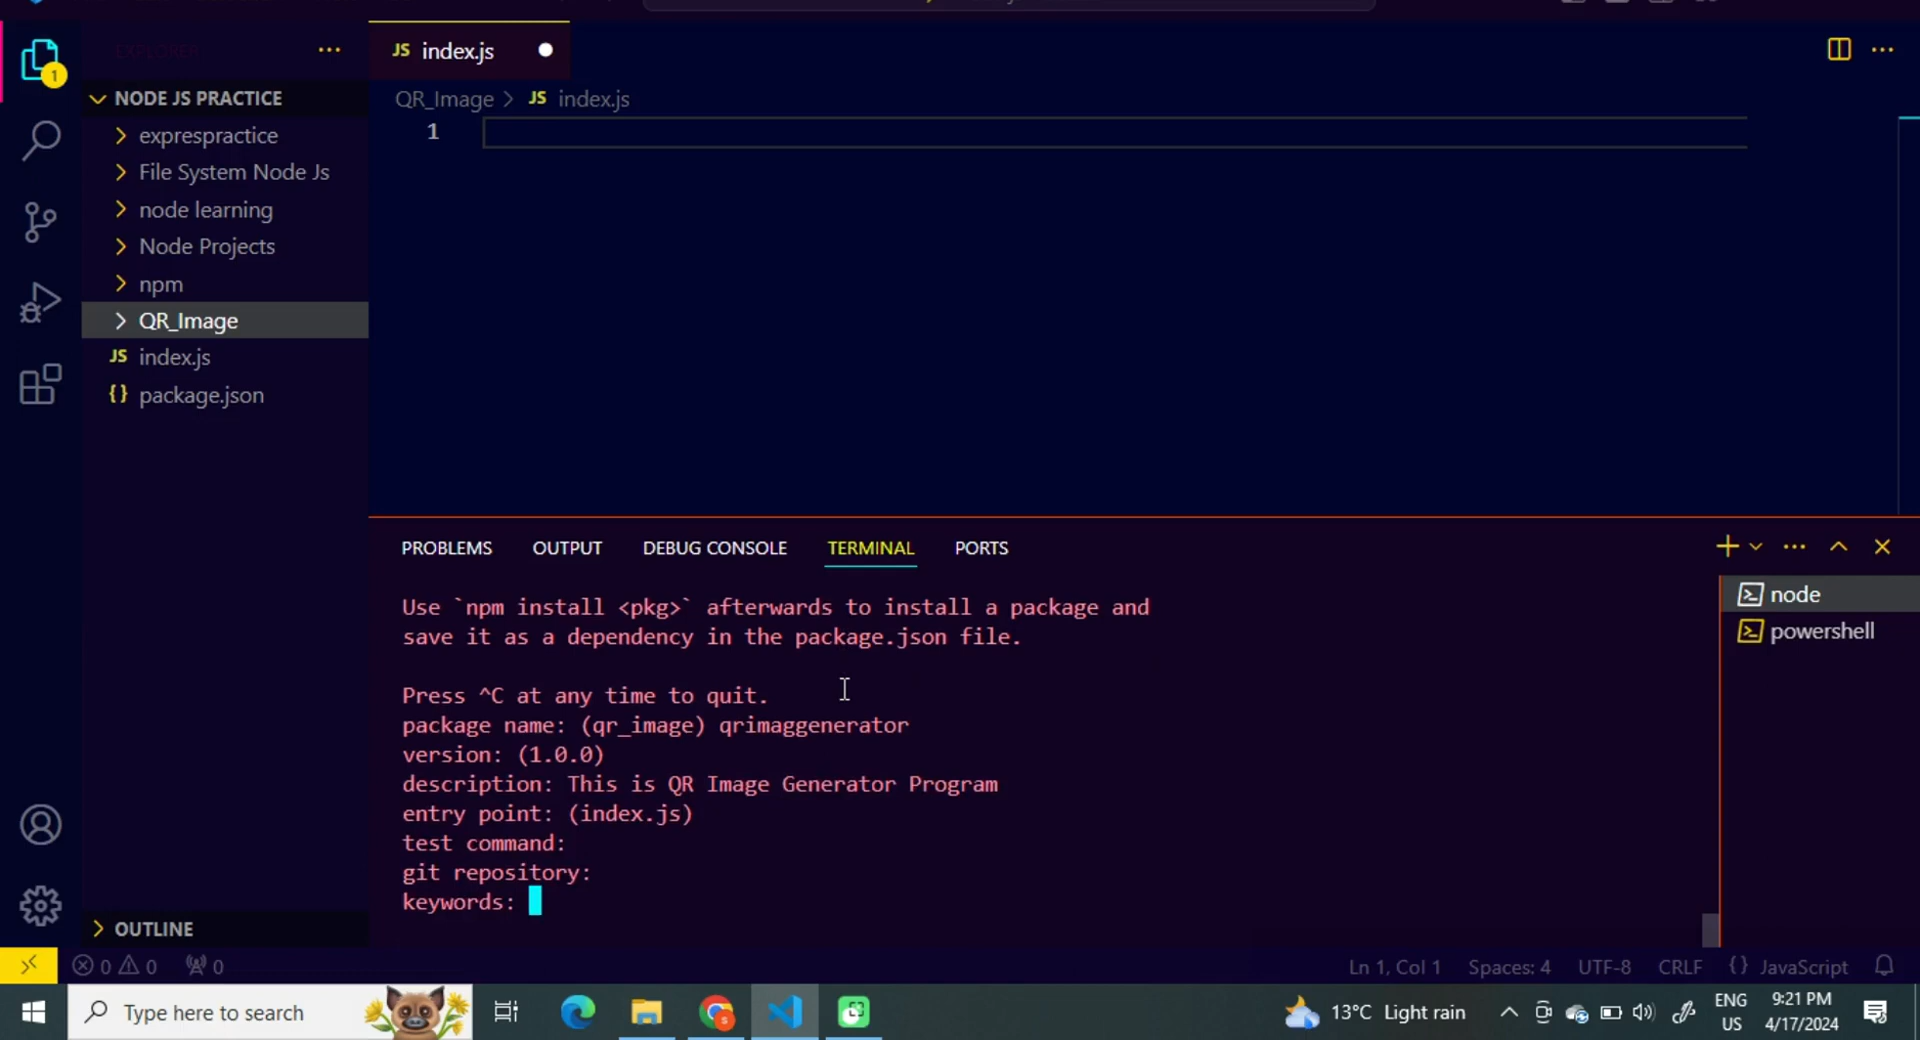 EXPLORER
JS index.js
1
NODE JS PRACTICE
QR_Image > JS index.js
1
exprespractice
File System Node Js
node learning
Node Projects
npm
QR_Image
JS index.js
{} package.json
PROBLEMS OUTPUT DEBUG CONSOLE TERMINAL PORTS
Use `npm install <pkg>` afterwards to install a package and
save it as a dependency in the package.json file.
Press ^C at any time to quit.
package name: (qr_image) qrimaggenerator
version: (1.0.0)
description: This is QR Image Generator Program
entry point: (index.js)
test command:
git repository:
keywords:
node
powershell
OUTLINE
0 0 0
Ln 1, Col 1 Spaces: 4 UTF-8 CRLF {} JavaScript
Type here to search
13°C Light rain
ENG
US
9:21 PM
4/17/2024